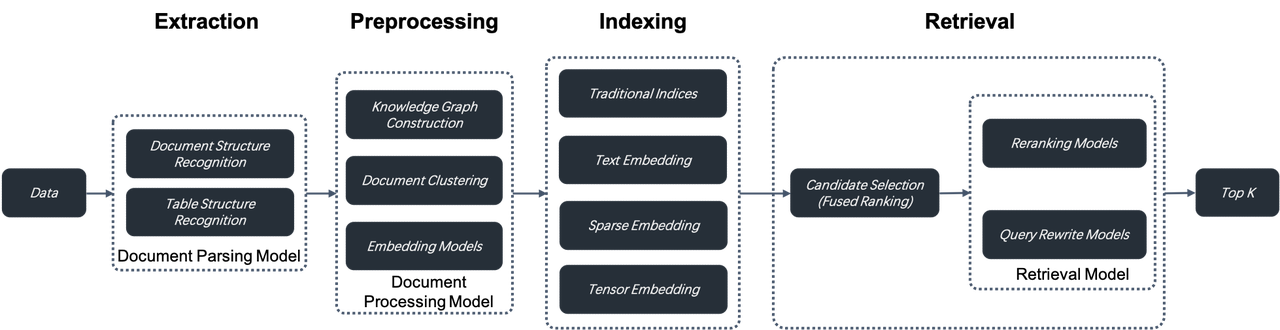 Extraction
Preprocessing
Indexing
Retrieval
Data
Document Structure
Recognition
Table Structure
Recognition
Document Parsing Model
Knowledge Graph
Construction
Document Clustering
Embedding Models
Document
Processing Model
Traditional Indices
Text Embedding
Sparse Embedding
Tensor Embedding
Candidate Selection
(Fused Ranking)
Reranking Models
Query Rewrite Models
Retrieval Model
Top K